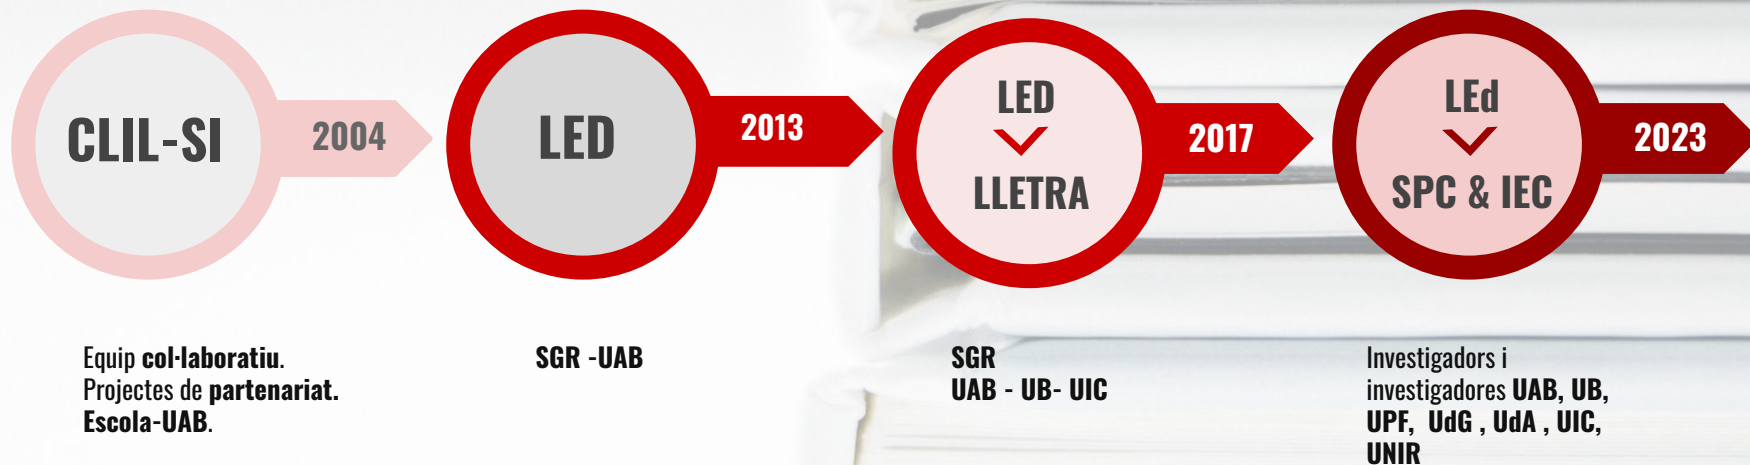 CLIL-SI
2004
LED
2013
LED
LLETRA
2017
LEd
SPC & IEC
2023
Equip col·laboratiu.
Projectes de partenariat.
Escola-UAB.
SGR -UAB
SGR
UAB - UB- UIC
Investigadors i
investigadores UAB, UB,
UPF, UdG , UdA , UIC,
UNIR